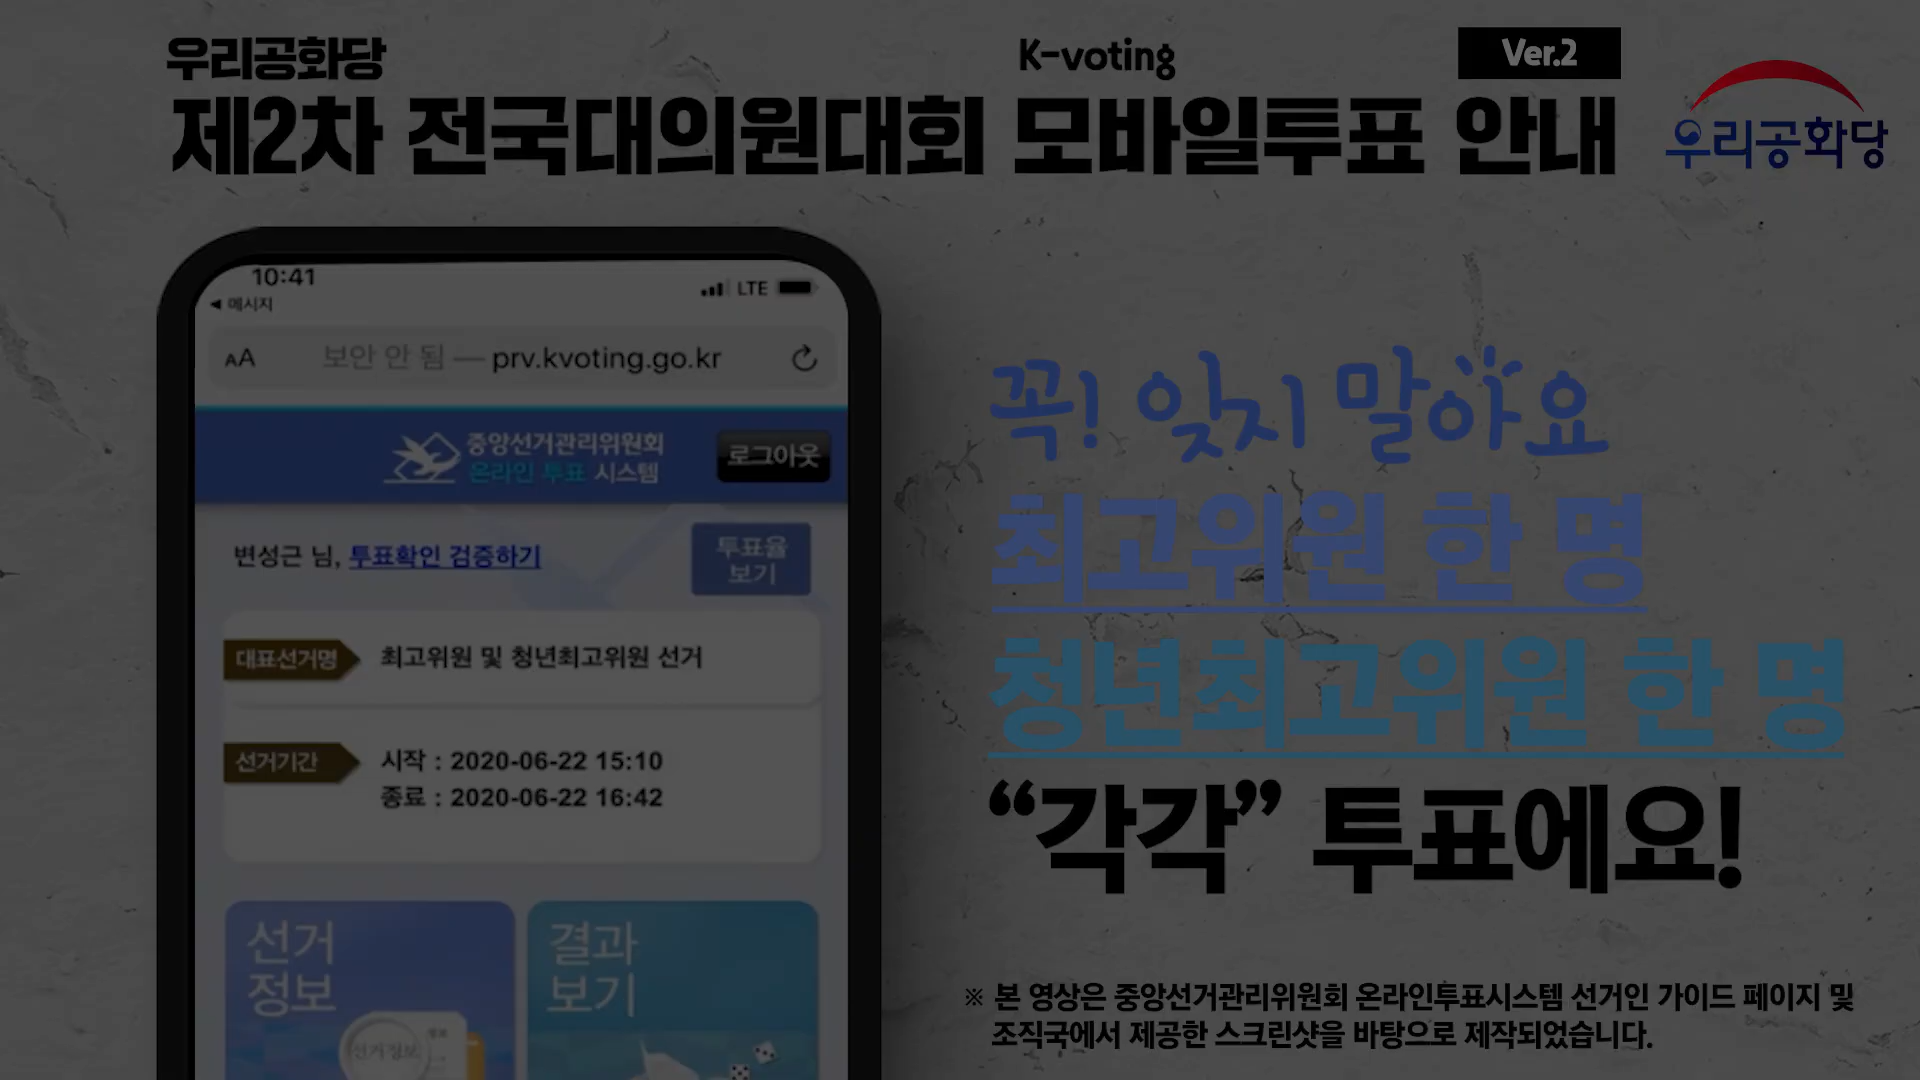 우리공화당
K-voting
Ver.2
제2차 전국대의원대회 모바일투표 안내
우리공화당
10:41
LTE
◀ 메시지
AA 보안 안 됨 — prv.kvoting.go.kr
중앙선거관리위원회
온라인 투표 시스템
로그아웃
변성근 님, 투표확인 검증하기
투표율
보기
대표선거명
최고위원 및 청년최고위원 선거
선거기간
시작 : 2020-06-22 15:10
종료 : 2020-06-22 16:42
선거
정보
선거정보
결과
보기
꼭! 잊지 말아요
최고위원 한 명
청년최고위원 한 명
“각각” 투표에요!
※ 본 영상은 중앙선거관리위원회 온라인투표시스템 선거인 가이드 페이지 및
조직국에서 제공한 스크린샷을 바탕으로 제작되었습니다.